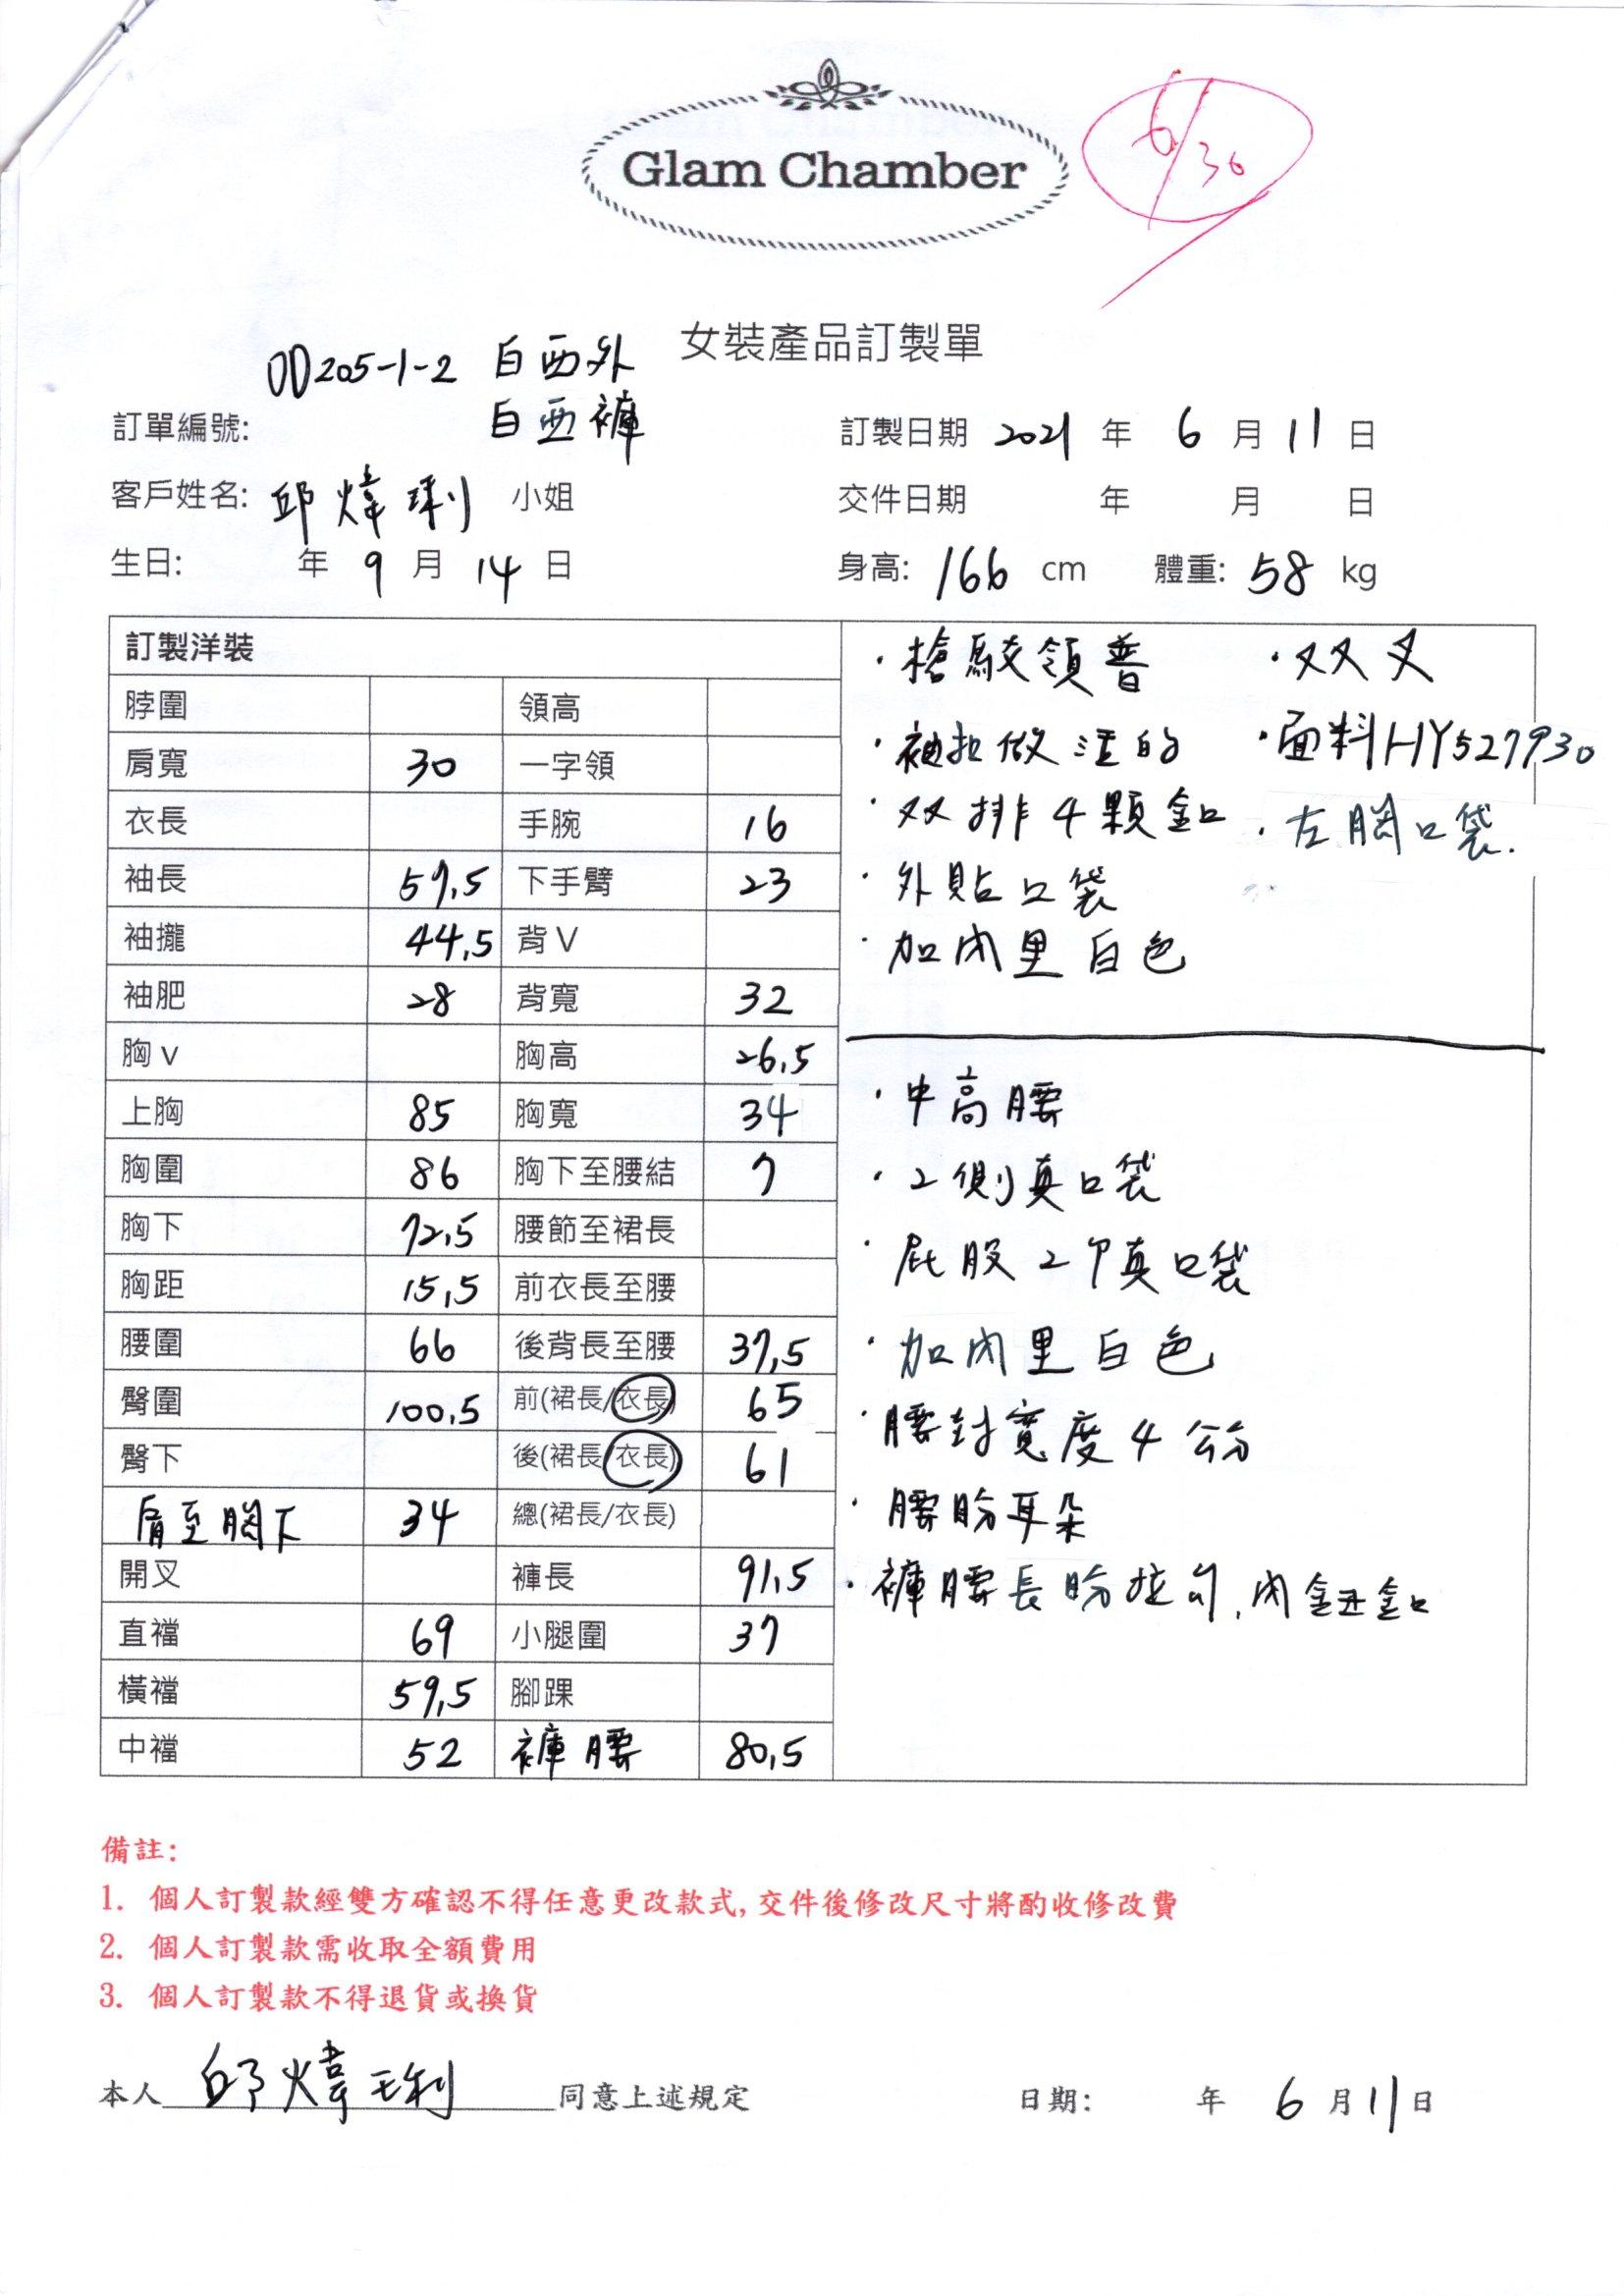 Glam Chamber
6/30
女裝產品訂製單
OD205-1-2 白西外
白西褲
訂單編號:
訂製日期 2021 年 6 月 11 日
客戶姓名: 邱煒琍 小姐
交件日期 年 月 日
生日: 年 9 月 14 日
身高: 166 cm 體重: 58 kg
訂製洋裝
脖圍 領高
肩寬 30 一字領
衣長 手腕 16
袖長 57,5 下手臂 23
袖攏 44,5 背V
袖肥 28 背寬 32
胸v 胸高 26,5
上胸 85 胸寬 34
胸圍 86 胸下至腰結 7
胸下 72,5 腰節至裙長
胸距 15,5 前衣長至腰
腰圍 66 後背長至腰 37,5
臀圍 100,5 前(裙長/衣長) 65
臀下 後(裙長/衣長) 61
肩至胸下 34 總(裙長/衣長)
開叉 褲長 91,5
直襠 69 小腿圍 37
橫襠 59,5 腳踝
中襠 52 褲腰 80,5
·槍駁領普
·双叉
·袖扣做活的
·面料HY527930
·双排4顆釦
·左胸口袋.
·外貼口袋
·加内里白色
·中高腰
·2側真口袋
·屁股2个真口袋
·加内里白色
·腰封寬度4公分
·腰 耳朵
·褲腰長 拉勾,内鈕釦
備註:
1. 個人訂製款經雙方確認不得任意更改款式,交件後修改尺寸將酌收修改費
2. 個人訂製款需收取全額費用
3. 個人訂製款不得退貨或換貨
本人 邱煒琍 同意上述規定
日期: 年 6 月 11 日